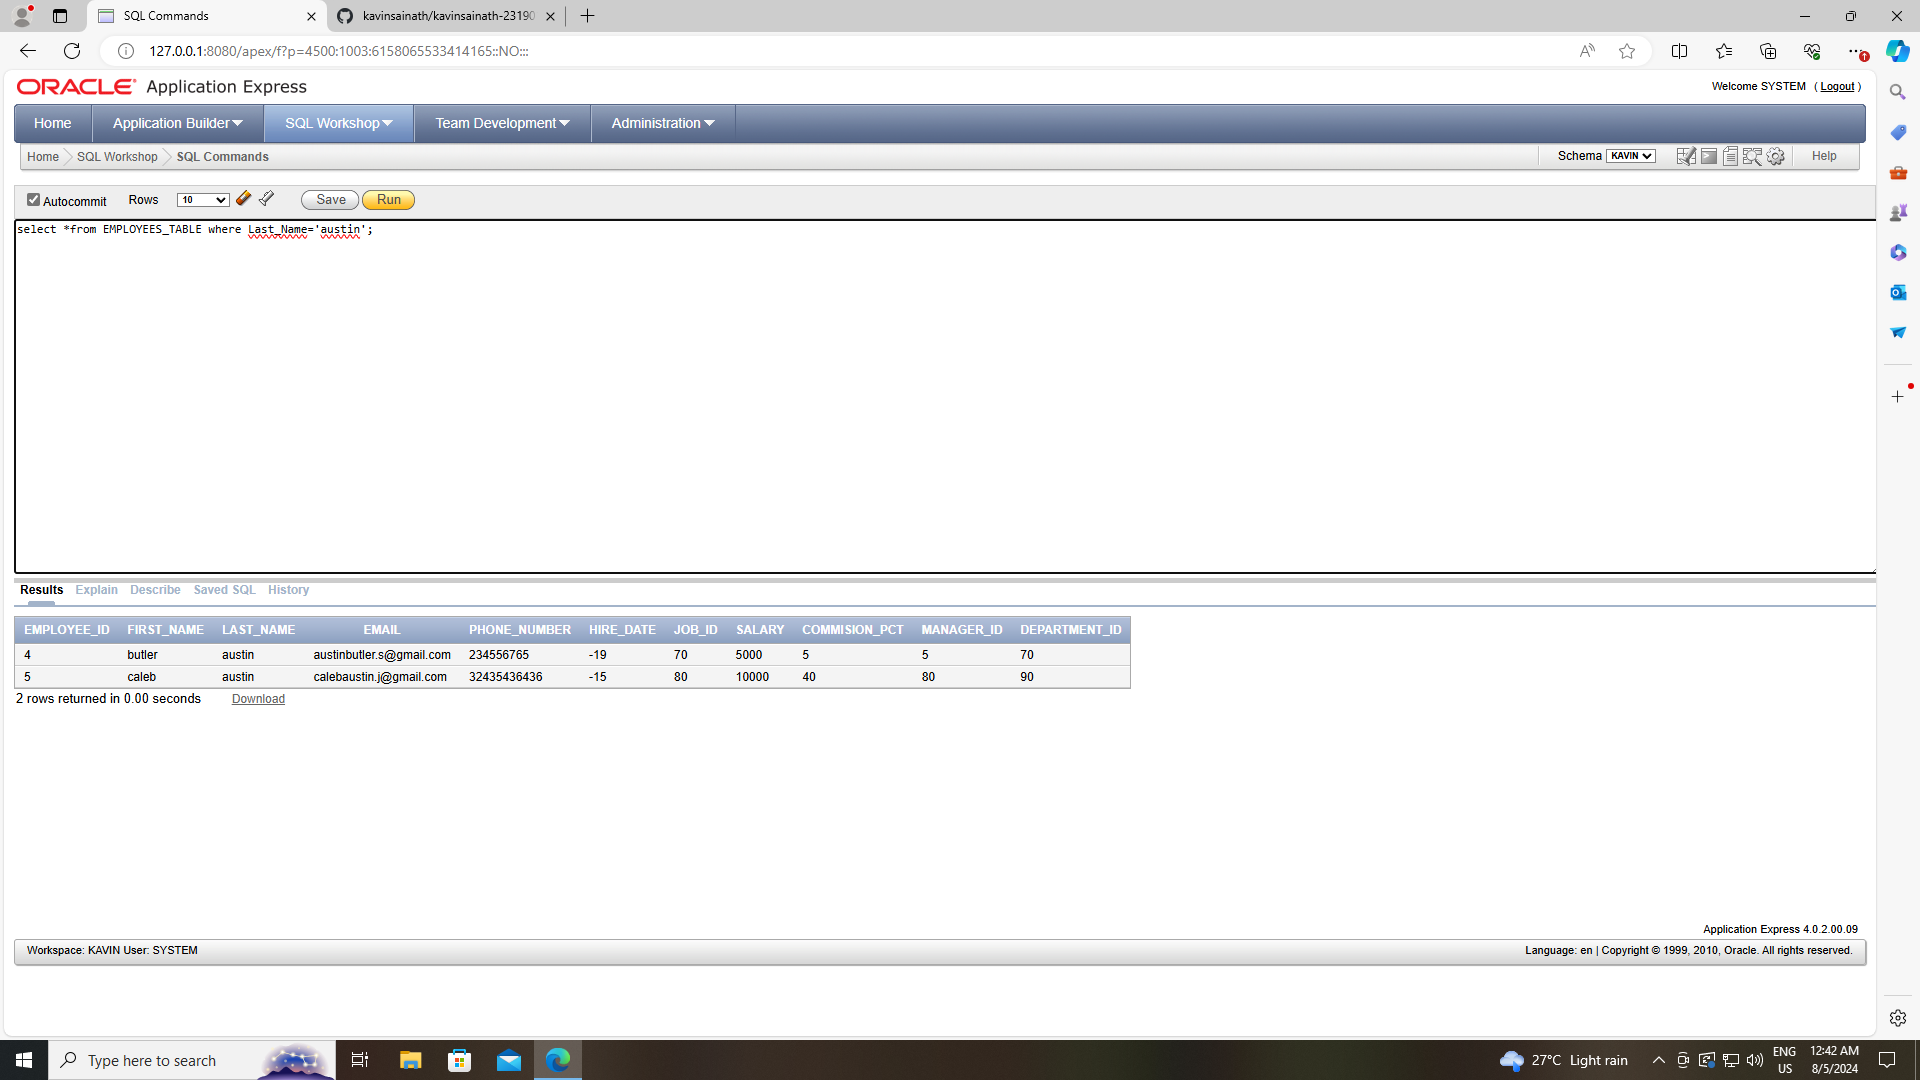 SQL Commands
kavinsainath/kavinsainath-23190
127.0.0.1:8080/apex/f?p=4500:1003:6158065533414165::NO:::
ORACLE Application Express
Welcome SYSTEM ( Logout )
Home Application Builder SQL Workshop Team Development Administration
Home SQL Workshop SQL Commands
Schema KAVIN Help
Autocommit Rows 10 Save Run
select *from EMPLOYEES_TABLE where Last_Name='austin';
Results Explain Describe Saved SQL History
EMPLOYEE_ID FIRST_NAME LAST_NAME EMAIL PHONE_NUMBER HIRE_DATE JOB_ID SALARY COMMISION_PCT MANAGER_ID DEPARTMENT_ID
4 butler austin austinbutler.s@gmail.com 234556765 -19 70 5000 5 5 70
5 caleb austin calebaustin.j@gmail.com 32435436436 -15 80 10000 40 80 90
2 rows returned in 0.00 seconds Download
Application Express 4.0.2.00.09
Workspace: KAVIN User: SYSTEM
Language: en | Copyright © 1999, 2010, Oracle. All rights reserved.
Type here to search
27°C Light rain
ENG
US
12:42 AM
8/5/2024